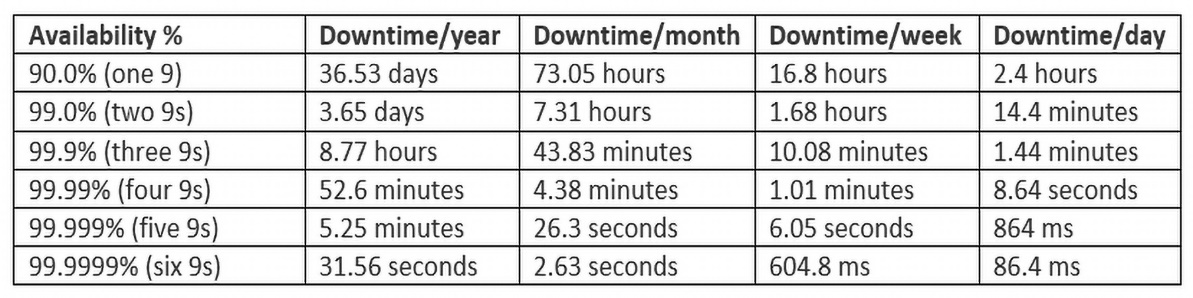 Availability % Downtime/year Downtime/month Downtime/week Downtime/day
90.0% (one 9) 36.53 days 73.05 hours 16.8 hours 2.4 hours
99.0% (two 9s) 3.65 days 7.31 hours 1.68 hours 14.4 minutes
99.9% (three 9s) 8.77 hours 43.83 minutes 10.08 minutes 1.44 minutes
99.99% (four 9s) 52.6 minutes 4.38 minutes 1.01 minutes 8.64 seconds
99.999% (five 9s) 5.25 minutes 26.3 seconds 6.05 seconds 864 ms
99.9999% (six 9s) 31.56 seconds 2.63 seconds 604.8 ms 86.4 ms